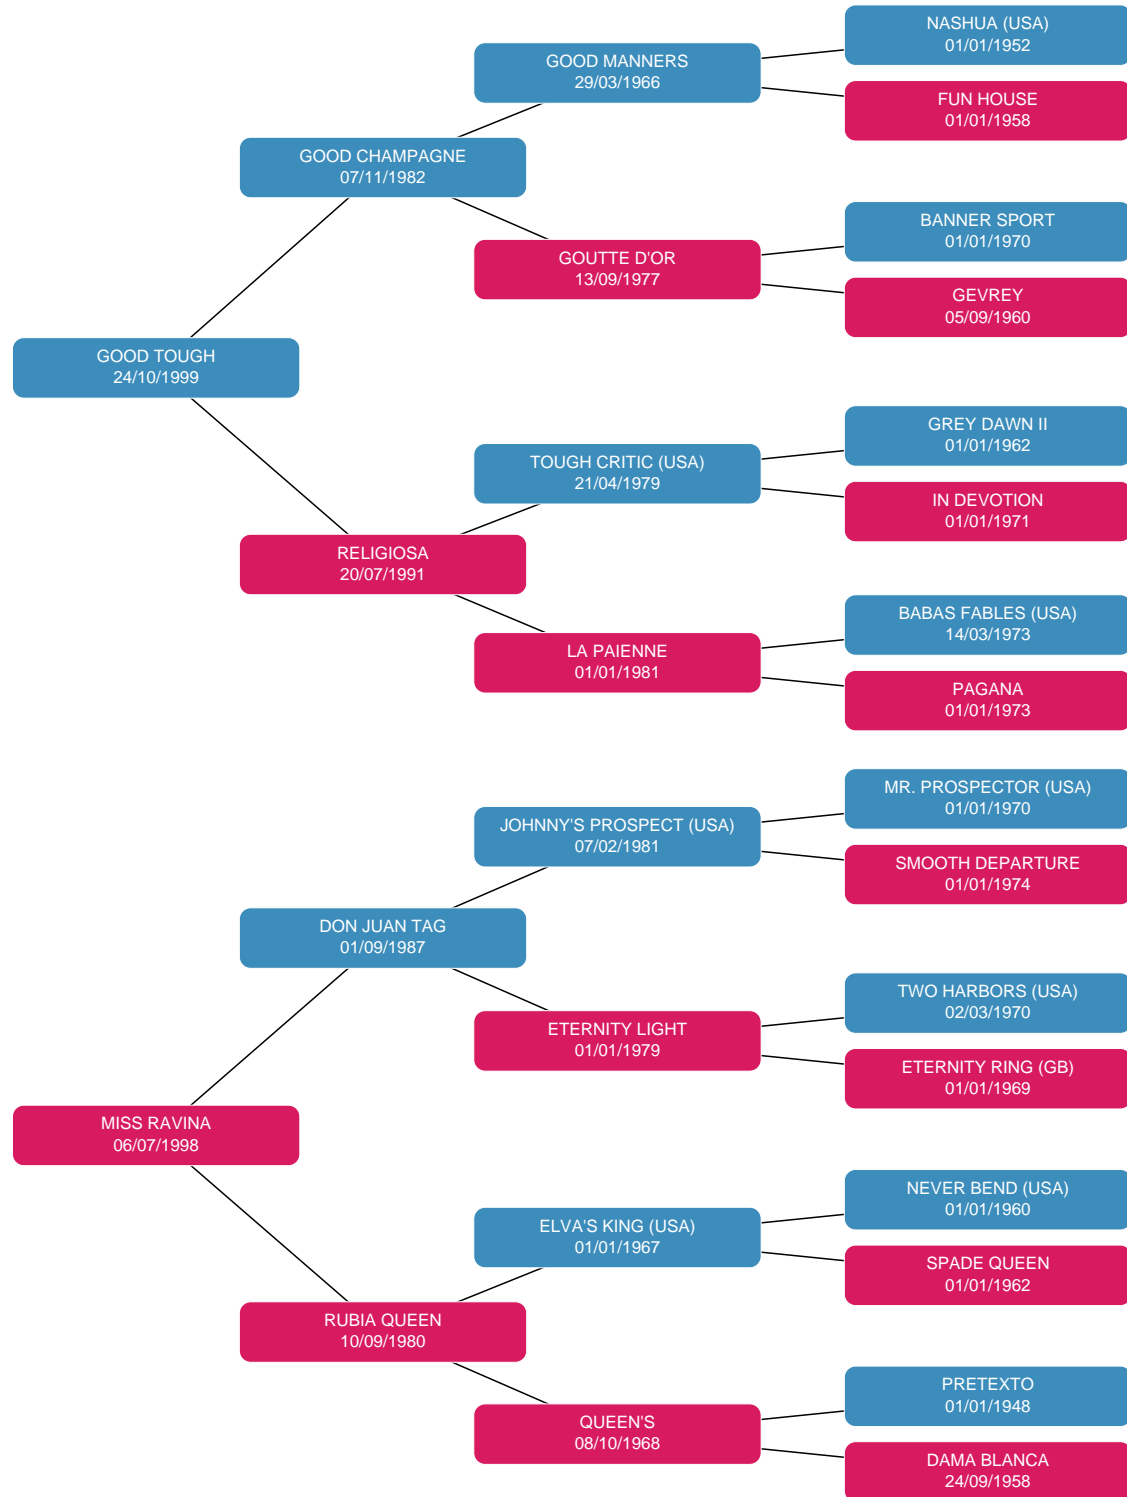 NASHUA (USA)
01/01/1952
GOOD MANNERS
29/03/1966
FUN HOUSE
01/01/1958
GOOD CHAMPAGNE
07/11/1982
BANNER SPORT
01/01/1970
GOUTTE D'OR
13/09/1977
GEVREY
05/09/1960
GOOD TOUGH
24/10/1999
GREY DAWN II
01/01/1962
TOUGH CRITIC (USA)
21/04/1979
IN DEVOTION
01/01/1971
RELIGIOSA
20/07/1991
BABAS FABLES (USA)
14/03/1973
LA PAIENNE
01/01/1981
PAGANA
01/01/1973
MR. PROSPECTOR (USA)
01/01/1970
JOHNNY'S PROSPECT (USA)
07/02/1981
SMOOTH DEPARTURE
01/01/1974
DON JUAN TAG
01/09/1987
TWO HARBORS (USA)
02/03/1970
ETERNITY LIGHT
01/01/1979
ETERNITY RING (GB)
01/01/1969
MISS RAVINA
06/07/1998
NEVER BEND (USA)
01/01/1960
ELVA'S KING (USA)
01/01/1967
SPADE QUEEN
01/01/1962
RUBIA QUEEN
10/09/1980
PRETEXTO
01/01/1948
QUEEN'S
08/10/1968
DAMA BLANCA
24/09/1958